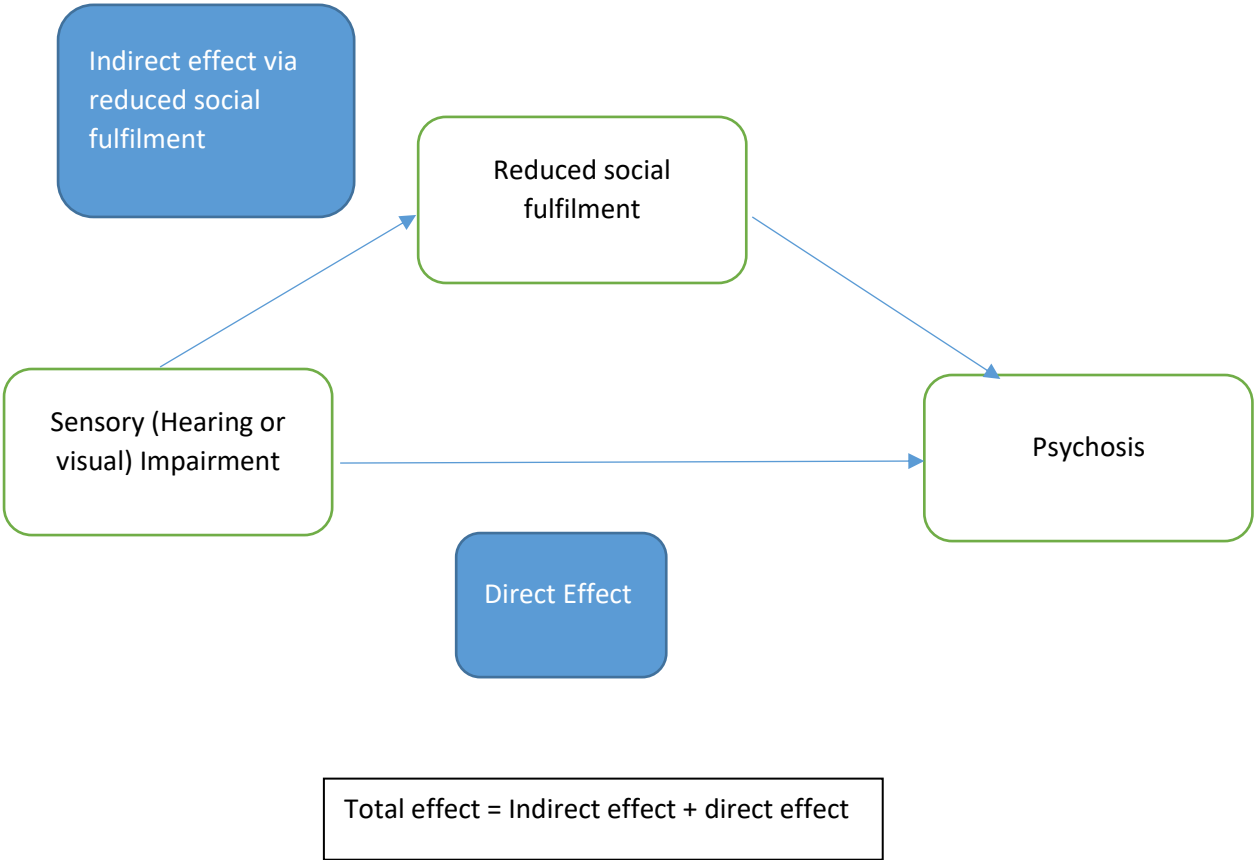 Indirect effect via
reduced social
fulfilment
Reduced social
fulfilment
Sensory (Hearing or
visual) Impairment
Psychosis
Direct Effect
Total effect = Indirect effect + direct effect